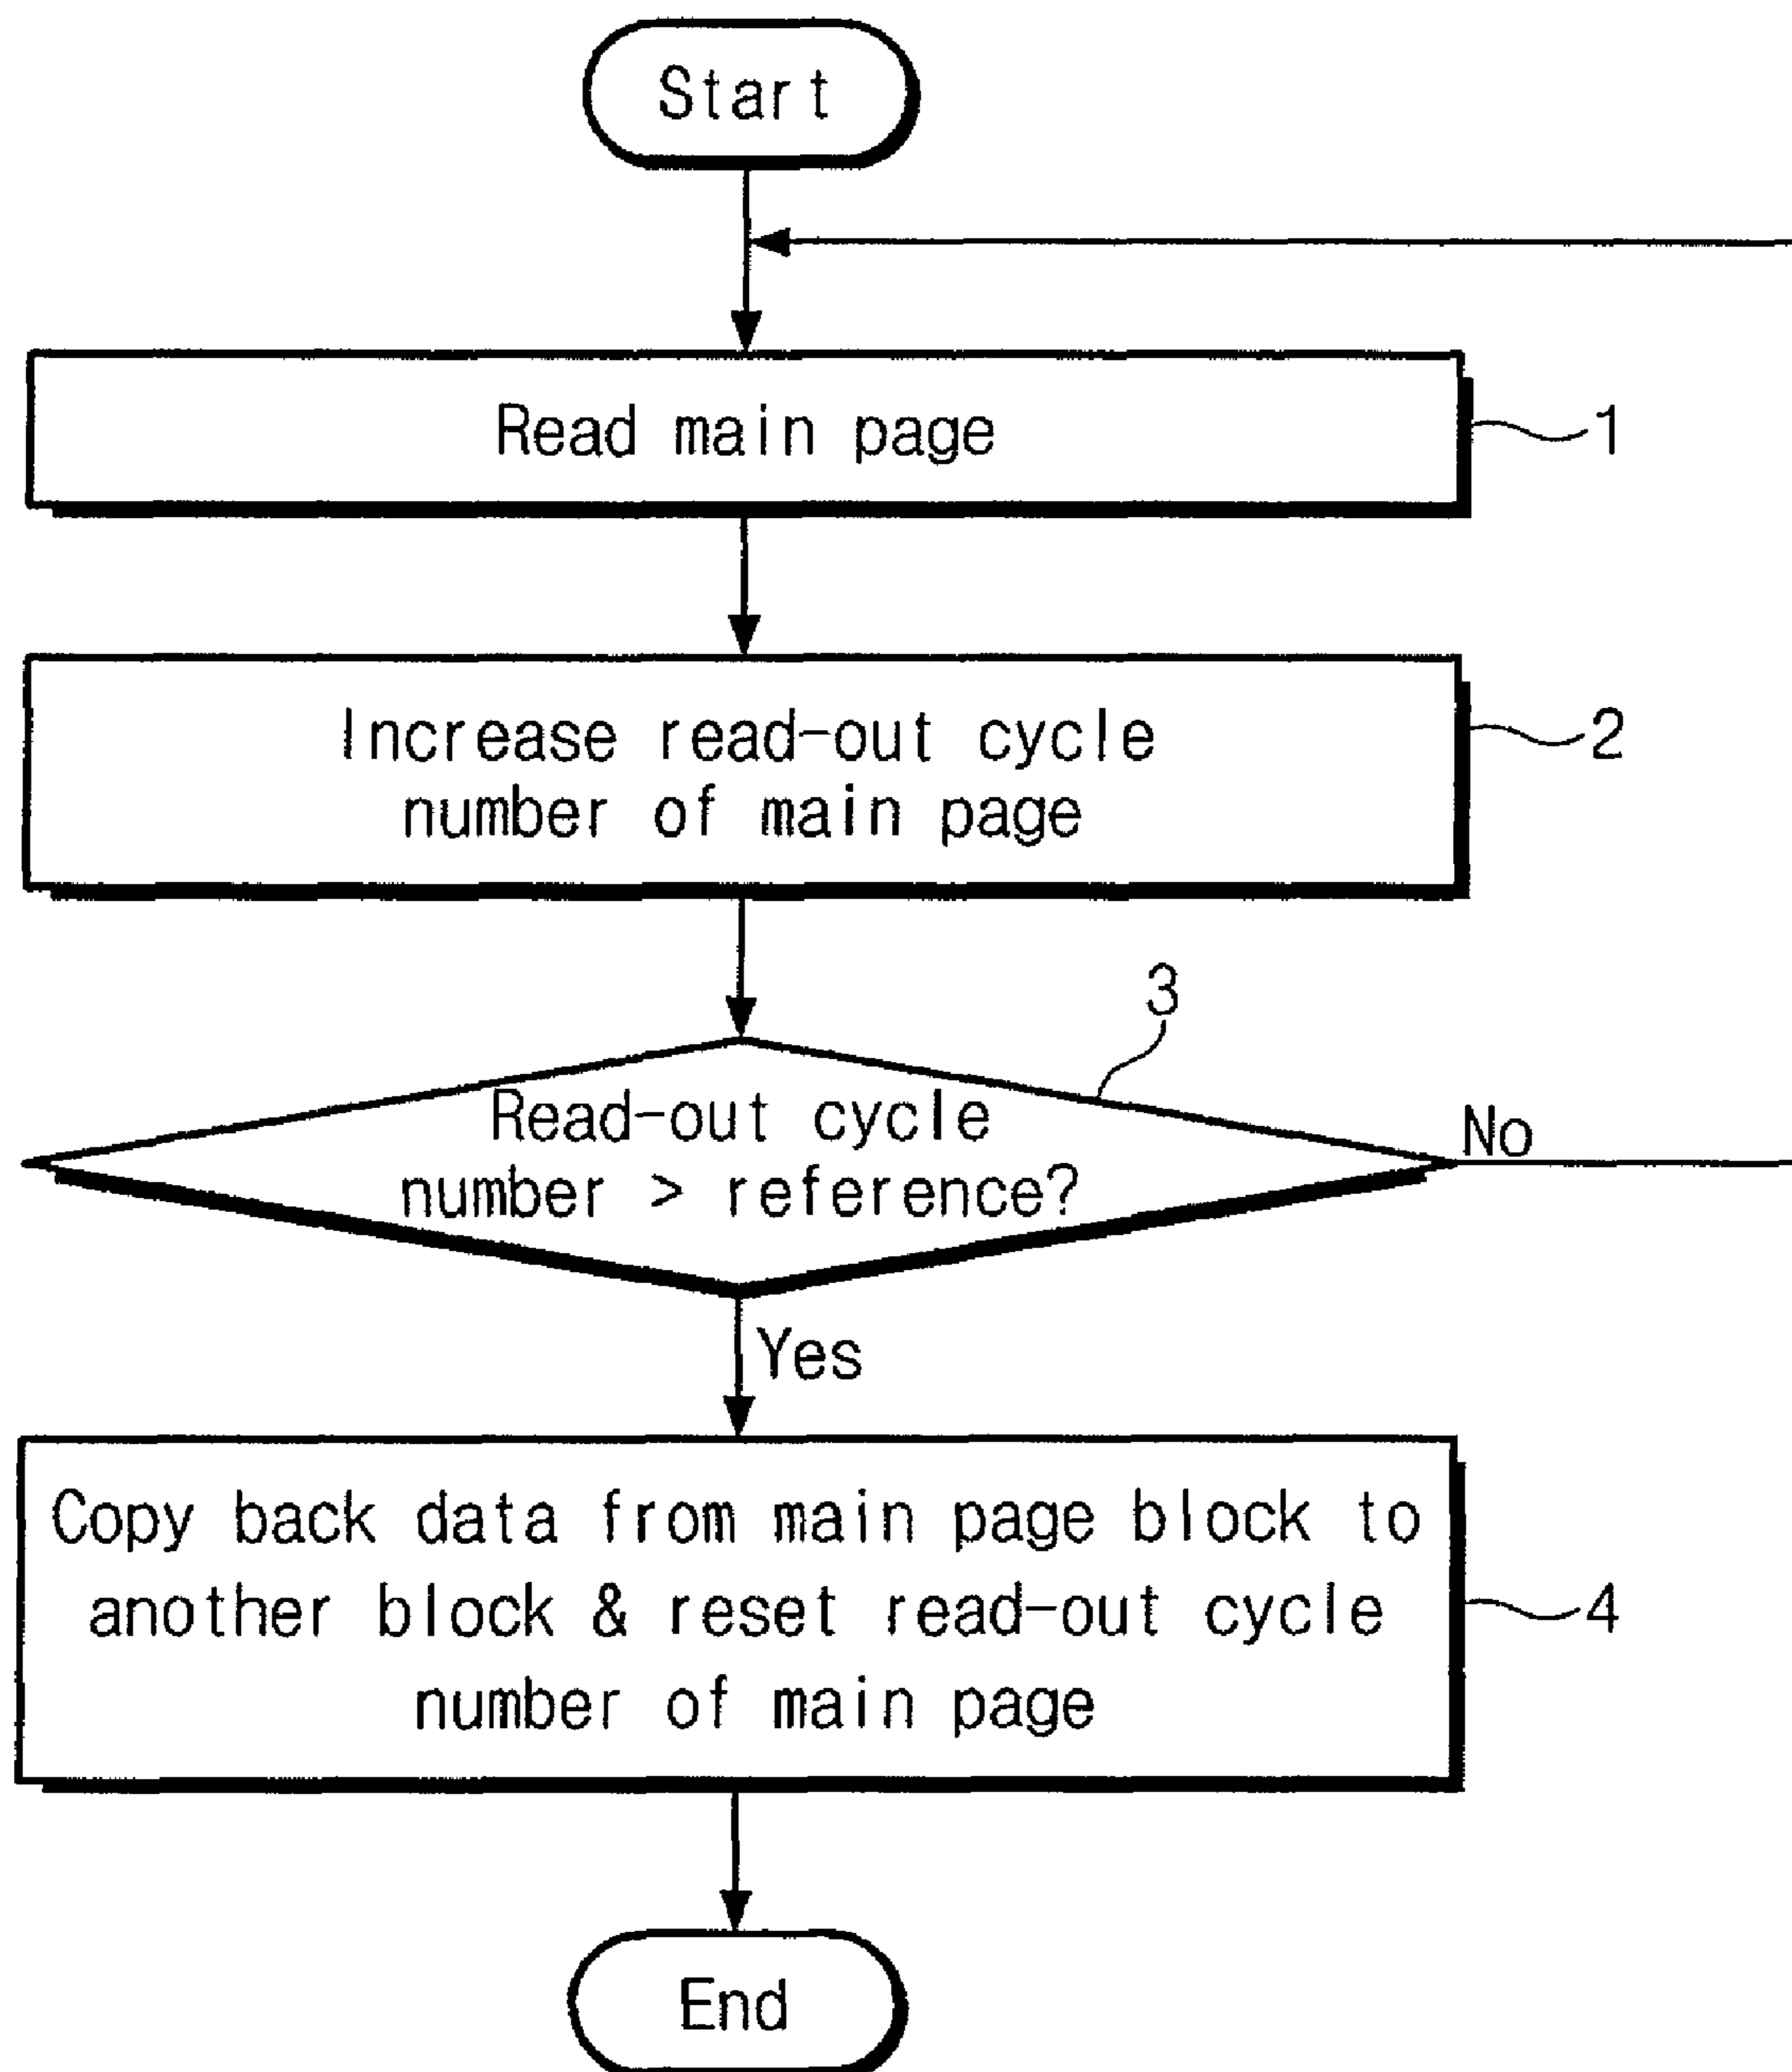 Start
Read main page
1
Increase read-out cycle
number of main page
2
3
Read-out cycle
number > reference?
No
Yes
Copy back data from main page block to
another block & reset read-out cycle
number of main page
4
End